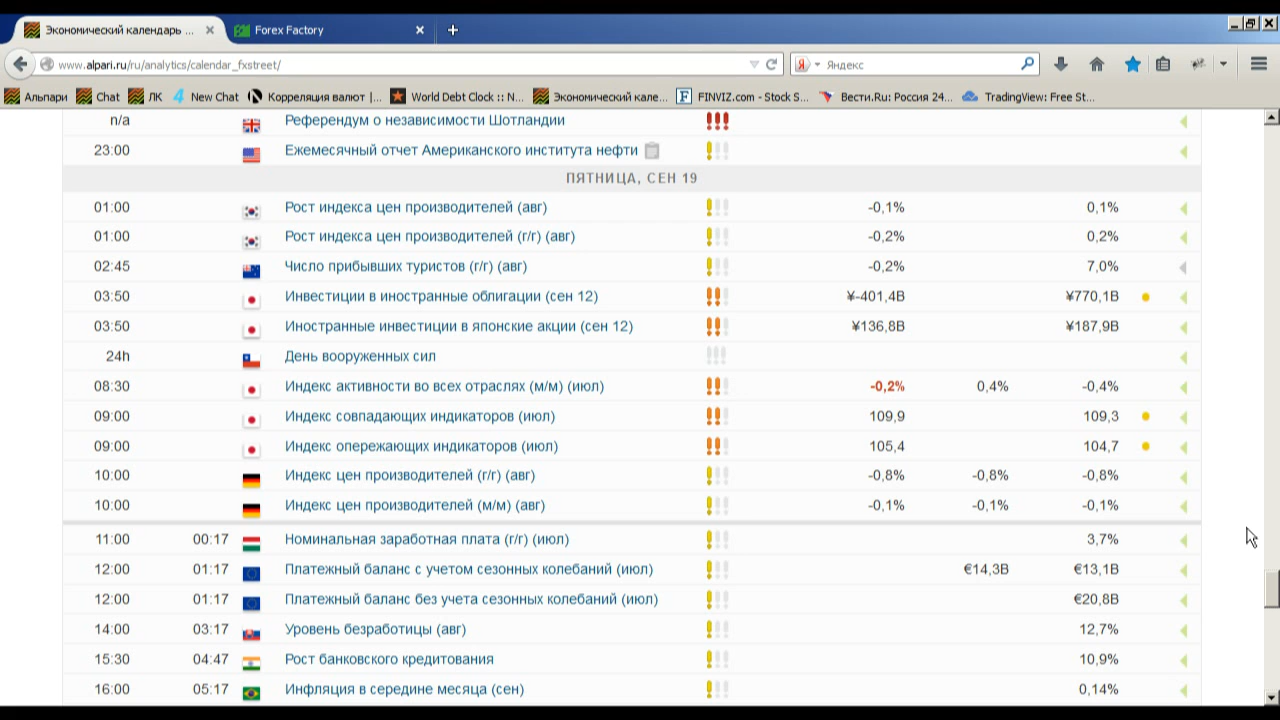 Экономический календарь ... Forex Factory
www.alpari.ru/ru/analytics/calendar_fxstreet/ Яндекс
Альпари Chat ЛК New Chat Корреляция валют |... World Debt Clock :: N... Экономический кале... FINVIZ.com - Stock S... Вести.Ru: Россия 24... TradingView: Free St...
n/a Референдум о независимости Шотландии
23:00 Ежемесячный отчет Американского института нефти
ПЯТНИЦА, СЕН 19
01:00 Рост индекса цен производителей (авг) -0,1% 0,1%
01:00 Рост индекса цен производителей (г/г) (авг) -0,2% 0,2%
02:45 Число прибывших туристов (г/г) (авг) -0,2% 7,0%
03:50 Инвестиции в иностранные облигации (сен 12) ¥-401,4B ¥770,1B
03:50 Иностранные инвестиции в японские акции (сен 12) ¥136,8B ¥187,9B
24h День вооруженных сил
08:30 Индекс активности во всех отраслях (м/м) (июл) -0,2% 0,4% -0,4%
09:00 Индекс совпадающих индикаторов (июл) 109,9 109,3
09:00 Индекс опережающих индикаторов (июл) 105,4 104,7
10:00 Индекс цен производителей (г/г) (авг) -0,8% -0,8% -0,8%
10:00 Индекс цен производителей (м/м) (авг) -0,1% -0,1% -0,1%
11:00 00:17 Номинальная заработная плата (г/г) (июл) 3,7%
12:00 01:17 Платежный баланс с учетом сезонных колебаний (июл) €14,3B €13,1B
12:00 01:17 Платежный баланс без учета сезонных колебаний (июл) €20,8B
14:00 03:17 Уровень безработицы (авг) 12,7%
15:30 04:47 Рост банковского кредитования 10,9%
16:00 05:17 Инфляция в середине месяца (сен) 0,14%